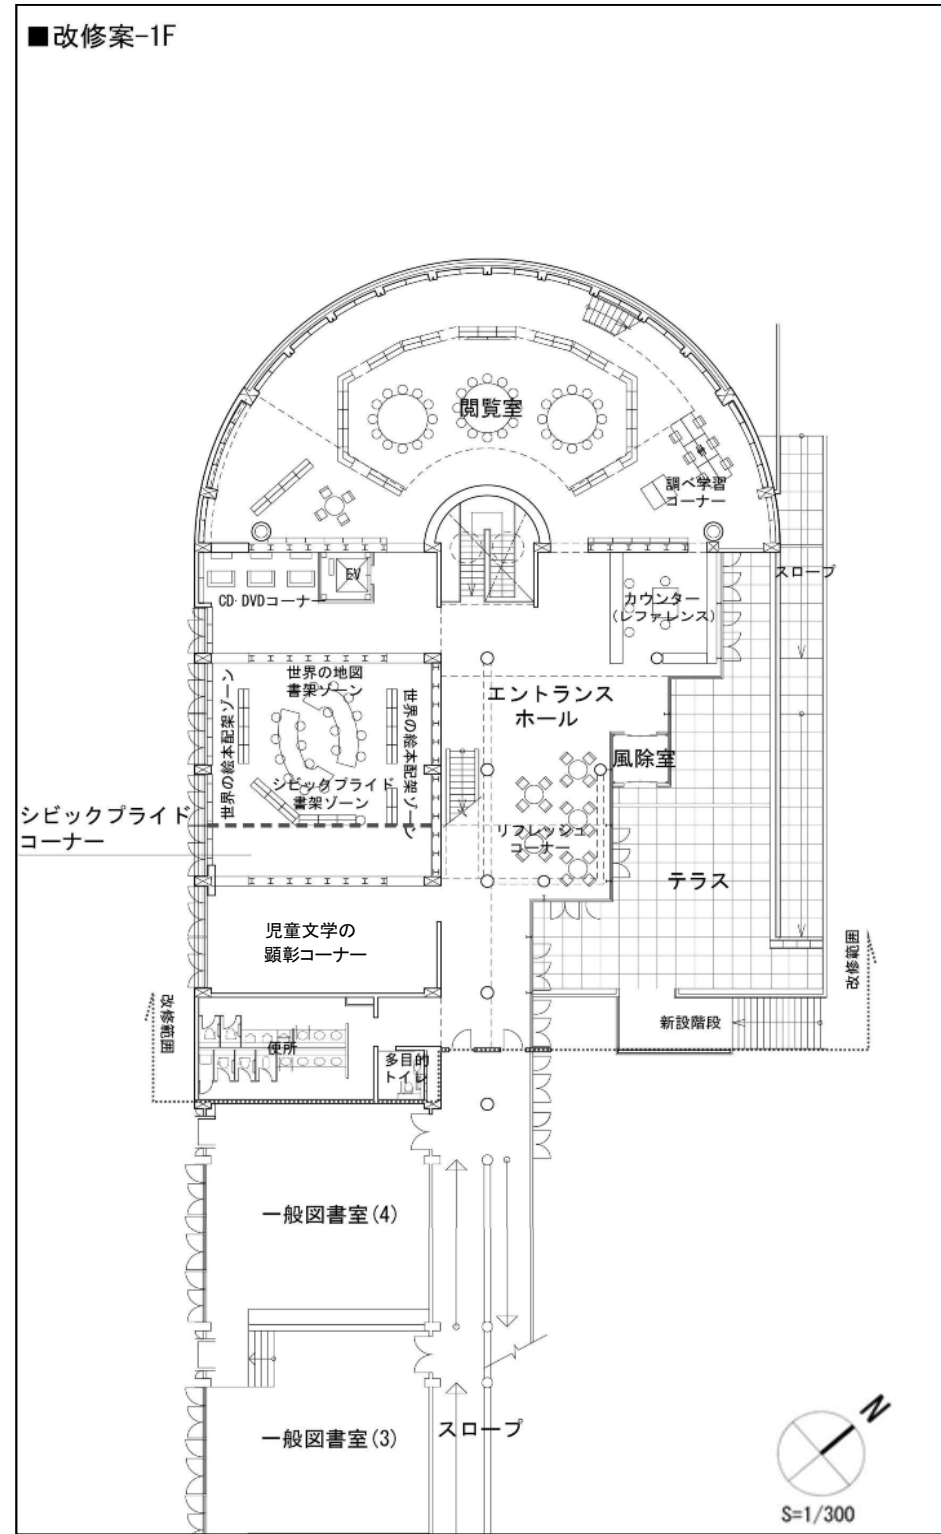 ■改修案-1F
閲覧室
調べ学習
コーナー
スロープ
EV
CD・DVDコーナー
カウンター
(レファレンス)
世界の地図
書架ゾーン
世界の絵本配架ゾーン
世界の絵本配架ゾーン
エントランス
ホール
風除室
シビックプライド
書架ゾーン
シビックプライド
コーナー
リフレッシュ
コーナー
テラス
児童文学の
顕彰コーナー
改修範囲
改修範囲
新設階段
便所
多目的
トイレ
一般図書室(4)
一般図書室(3)
スロープ
N
S=1/300